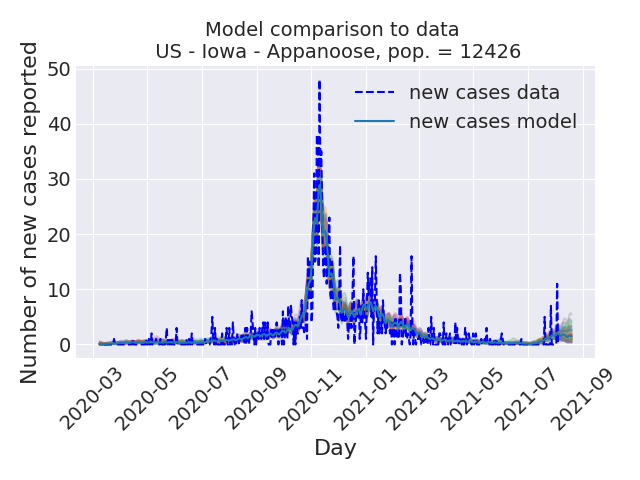 Model comparison to data
US - Iowa - Appanoose, pop. = 12426
Number of new cases reported
50
40
30
20
10
0
new cases data
new cases model
2020-03
2020-05
2020-07
2020-09
2020-11
2021-01
2021-03
2021-05
2021-07
2021-09
Day